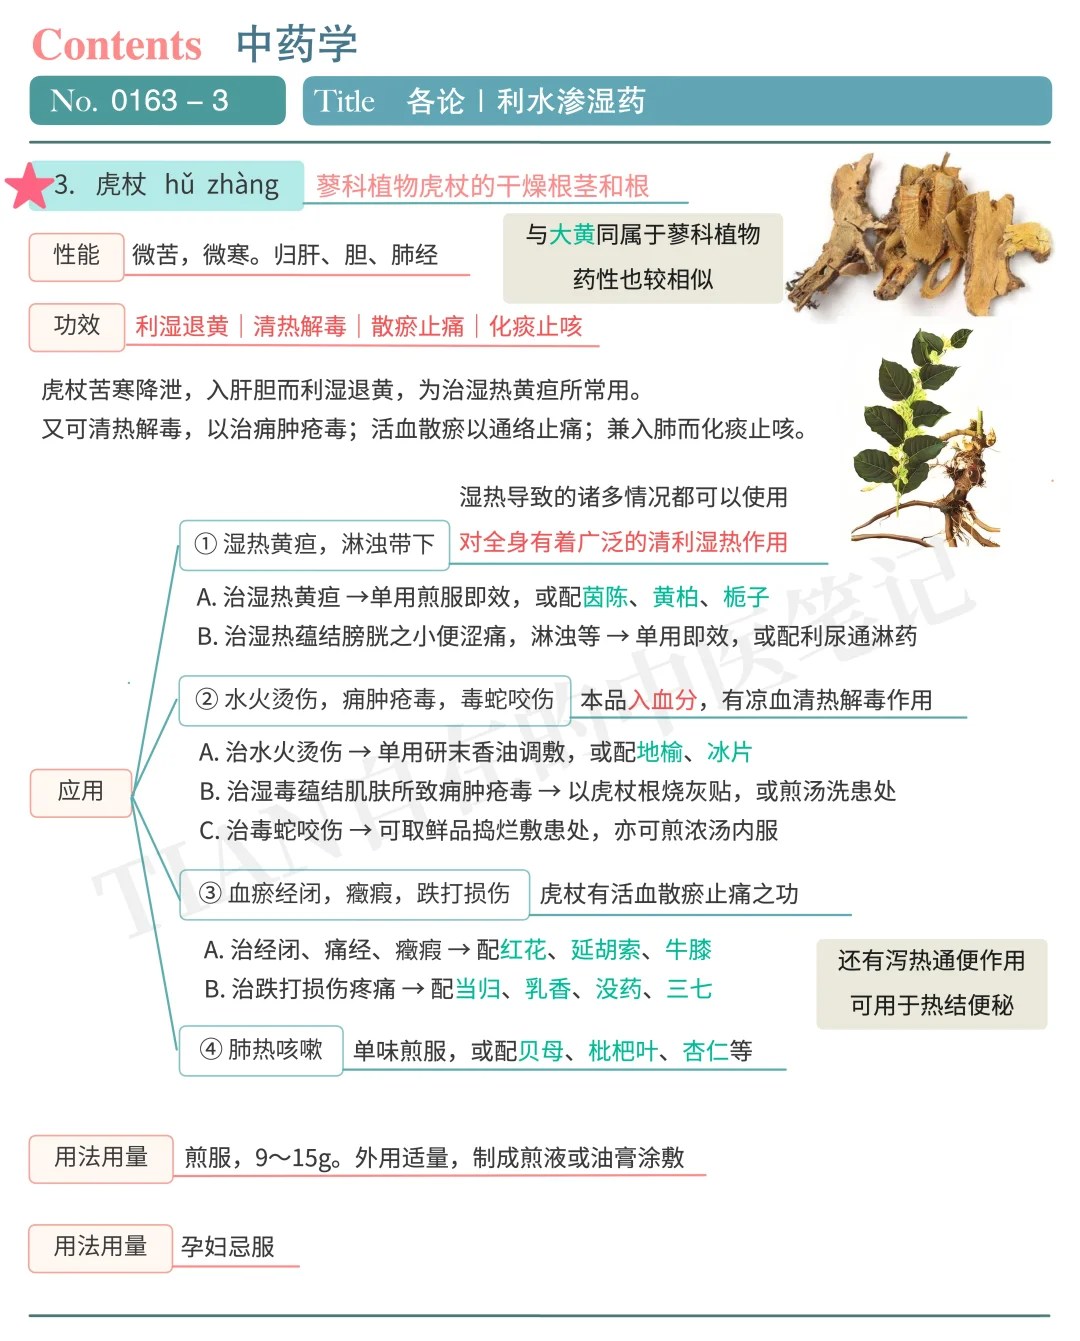 Contents 中药学
No. 0163 – 3
Title 各论 | 利水渗湿药
3. 虎杖 hǔ zhàng 蓼科植物虎杖的干燥根茎和根
性能 微苦，微寒。归肝、胆、肺经
与大黄同属于蓼科植物
药性也较相似
功效 利湿退黄｜清热解毒｜散瘀止痛｜化痰止咳
虎杖苦寒降泄，入肝胆而利湿退黄，为治湿热黄疸所常用。
又可清热解毒，以治痈肿疮毒；活血散瘀以通络止痛；兼入肺而化痰止咳。
湿热导致的诸多情况都可以使用
① 湿热黄疸，淋浊带下 对全身有着广泛的清利湿热作用
A. 治湿热黄疸 →单用煎服即效，或配茵陈、黄柏、栀子
B. 治湿热蕴结膀胱之小便涩痛，淋浊等 → 单用即效，或配利尿通淋药
② 水火烫伤，痈肿疮毒，毒蛇咬伤 本品入血分，有凉血清热解毒作用
A. 治水火烫伤 → 单用研末香油调敷，或配地榆、冰片
应用
B. 治湿毒蕴结肌肤所致痈肿疮毒 → 以虎杖根烧灰贴，或煎汤洗患处
C. 治毒蛇咬伤 → 可取鲜品捣烂敷患处，亦可煎浓汤内服
③ 血瘀经闭，癥瘕，跌打损伤 虎杖有活血散瘀止痛之功
A. 治经闭、痛经、癥瘕 → 配红花、延胡索、牛膝
B. 治跌打损伤疼痛 → 配当归、乳香、没药、三七
还有泻热通便作用
可用于热结便秘
④ 肺热咳嗽 单味煎服，或配贝母、枇杷叶、杏仁等
用法用量 煎服，9～15g。外用适量，制成煎液或油膏涂敷
用法用量 孕妇忌服
TIAN自在的中医笔记